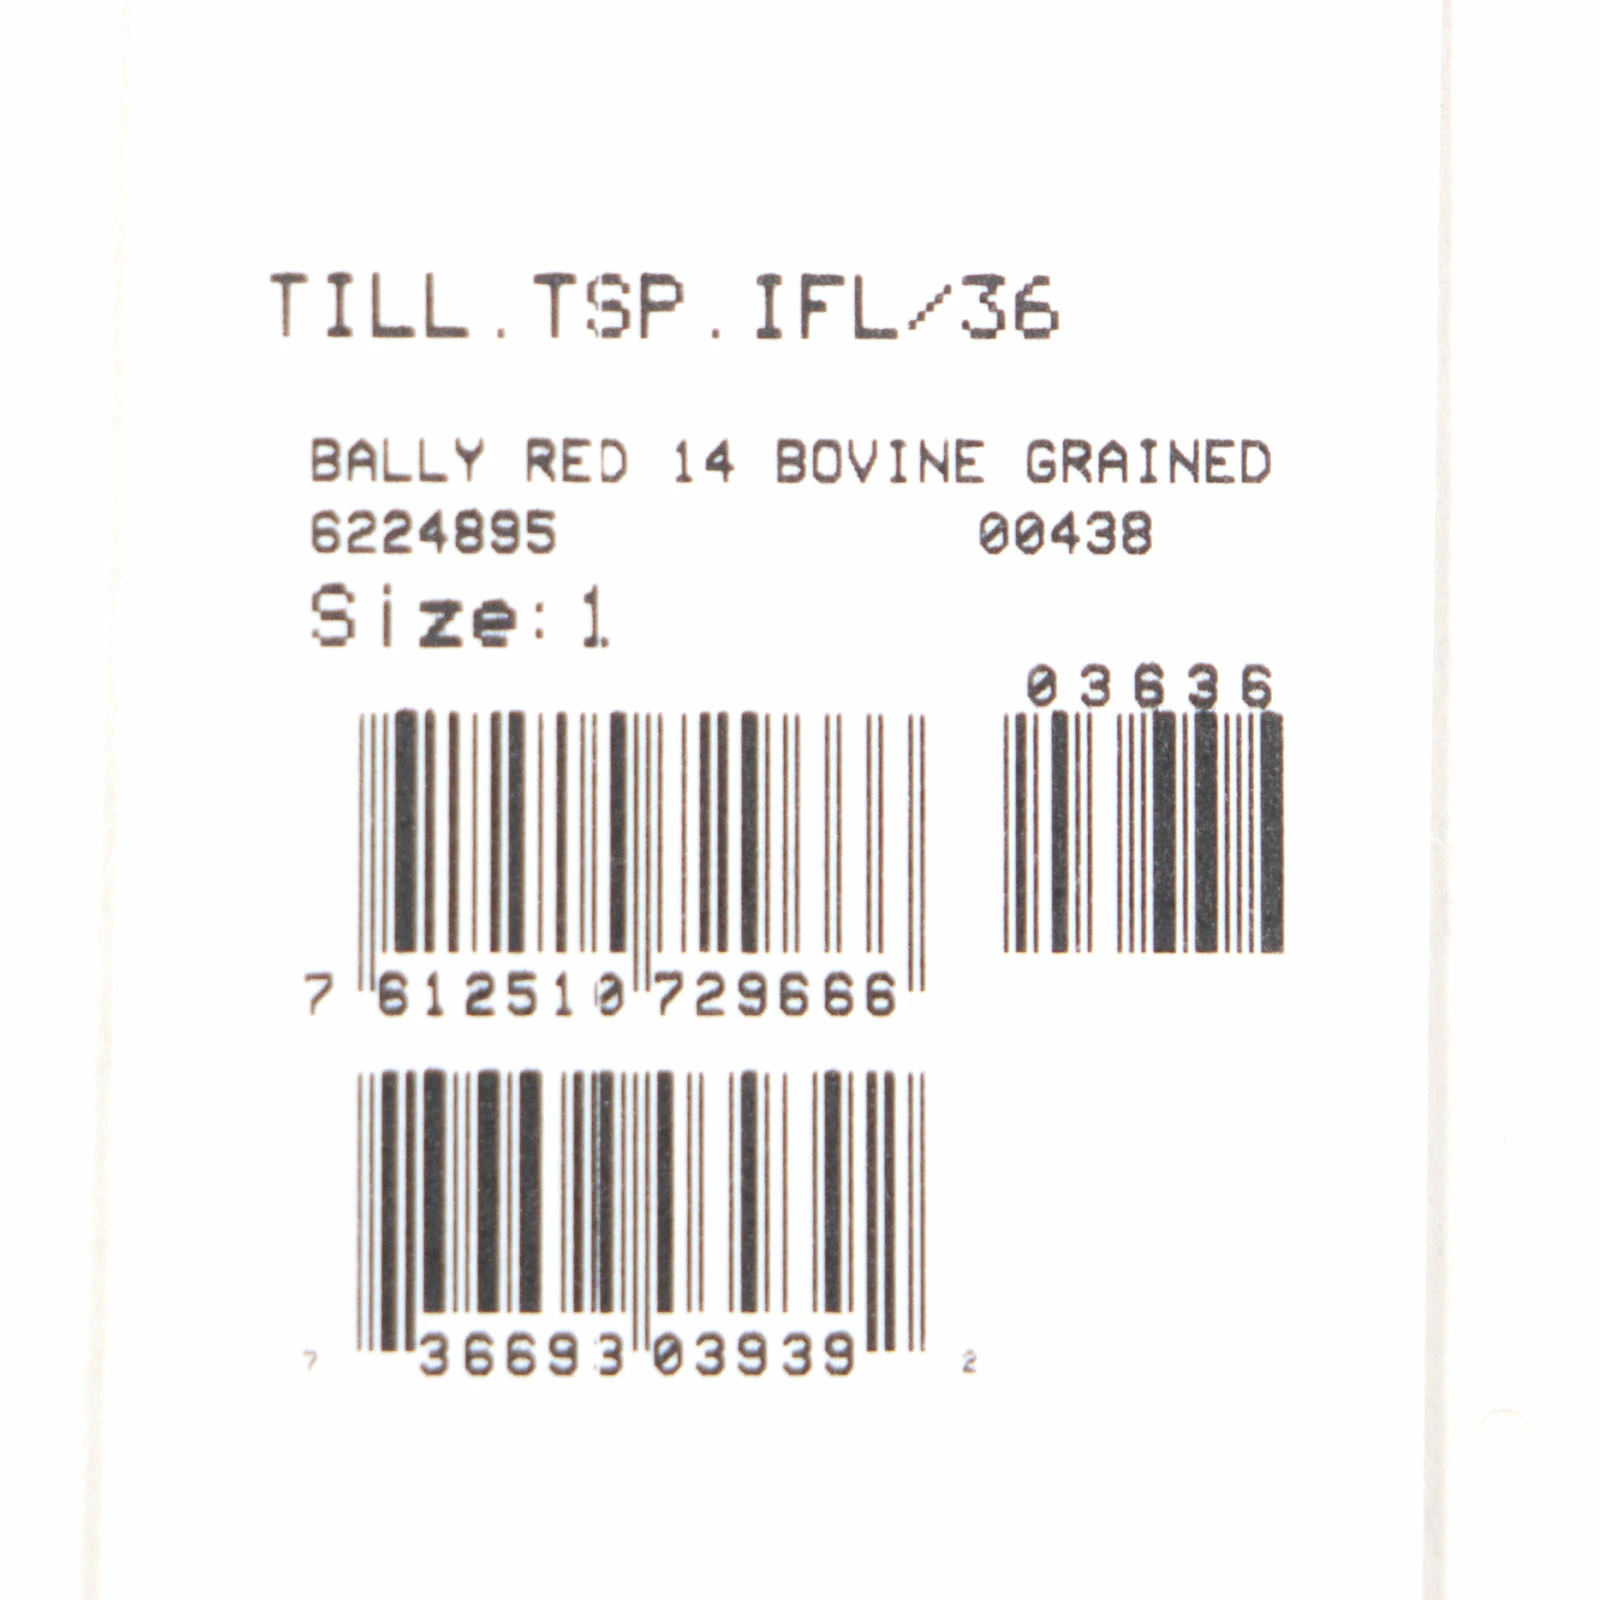 TILL.TSP.IFL/36
BALLY RED 14 BOVINE GRAINED
6224895 00438
Size:1
03636
7 612510 729666
7 36693 03939 2